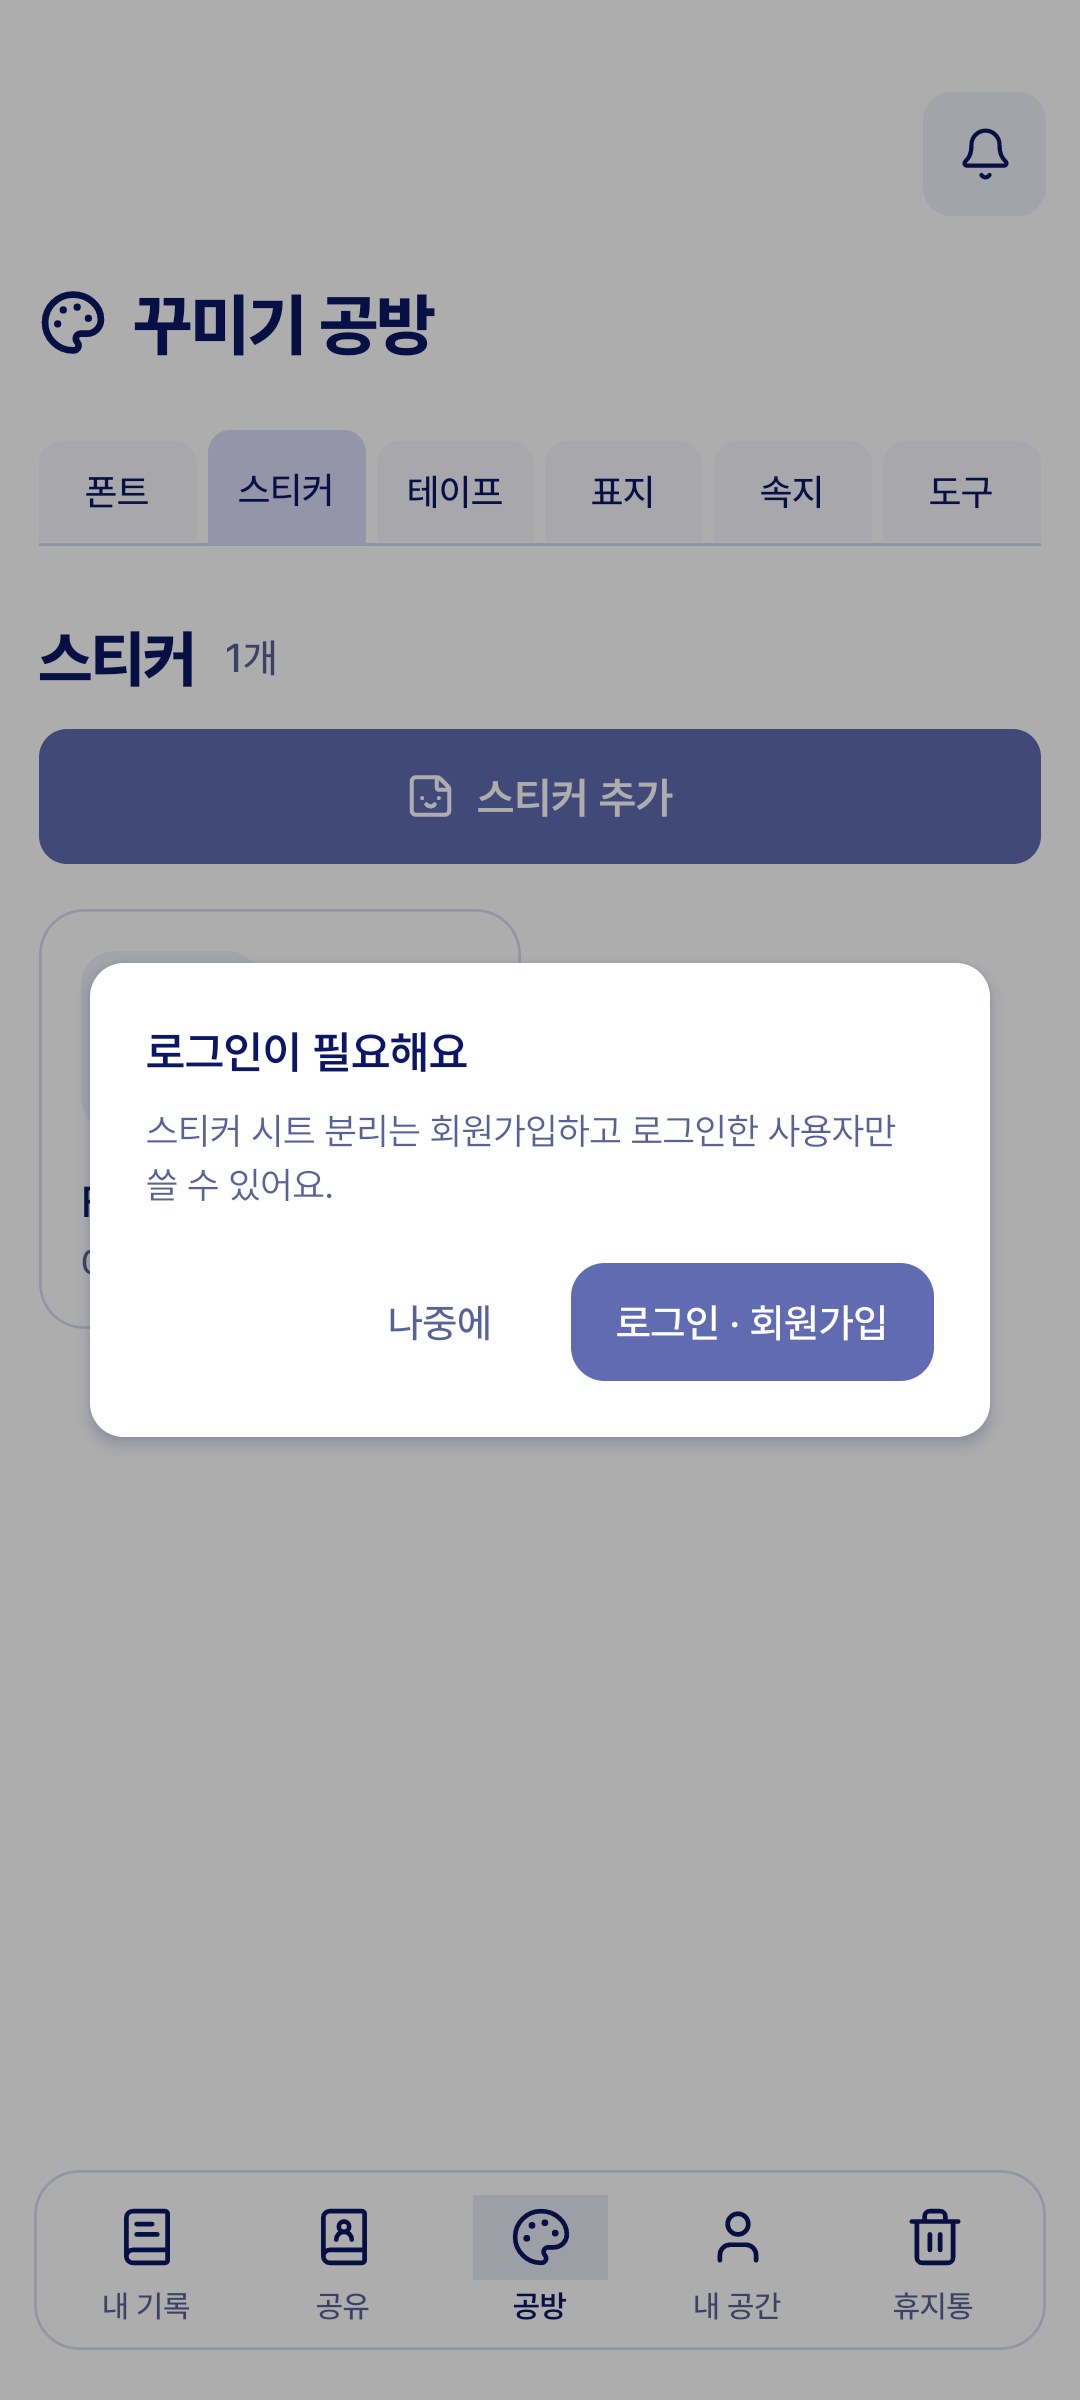 꾸미기 공방
폰트 스티커 테이프 표지 속지 도구
스티커 1개
스티커 추가
로그인이 필요해요
스티커 시트 분리는 회원가입하고 로그인한 사용자만
쓸 수 있어요.
나중에 로그인 · 회원가입
내 기록 공유 공방 내 공간 휴지통